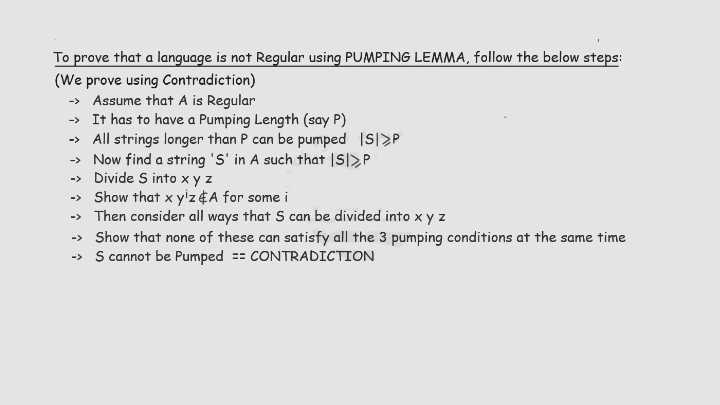 To prove that a language is not Regular using PUMPING LEMMA, follow the below steps:
(We prove using Contradiction)
-> Assume that A is Regular
-> It has to have a Pumping Length (say P)
-> All strings longer than P can be pumped |S|⩾P
-> Now find a string 'S' in A such that |S|⩾P
-> Divide S into x y z
-> Show that x yⁱz ∉A for some i
-> Then consider all ways that S can be divided into x y z
-> Show that none of these can satisfy all the 3 pumping conditions at the same time
-> S cannot be Pumped == CONTRADICTION